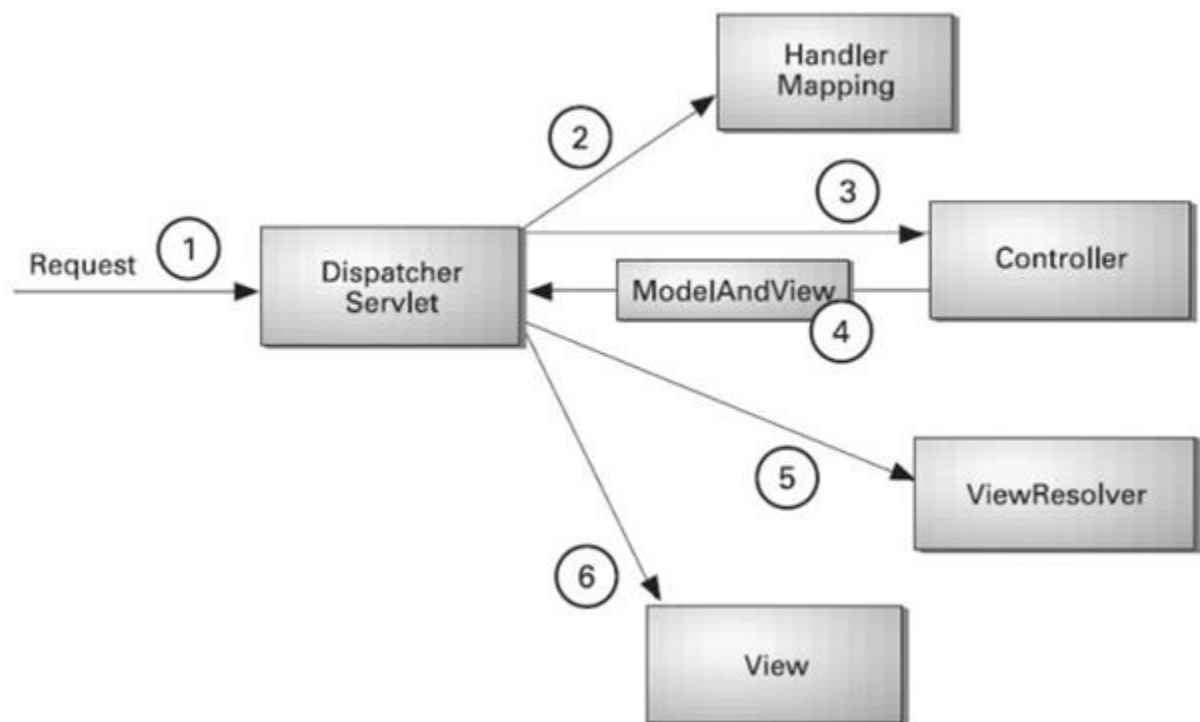 Handler
Mapping
2
3
1
Request
Dispatcher
Servlet
Controller
ModelAndView
4
5
ViewResolver
6
View